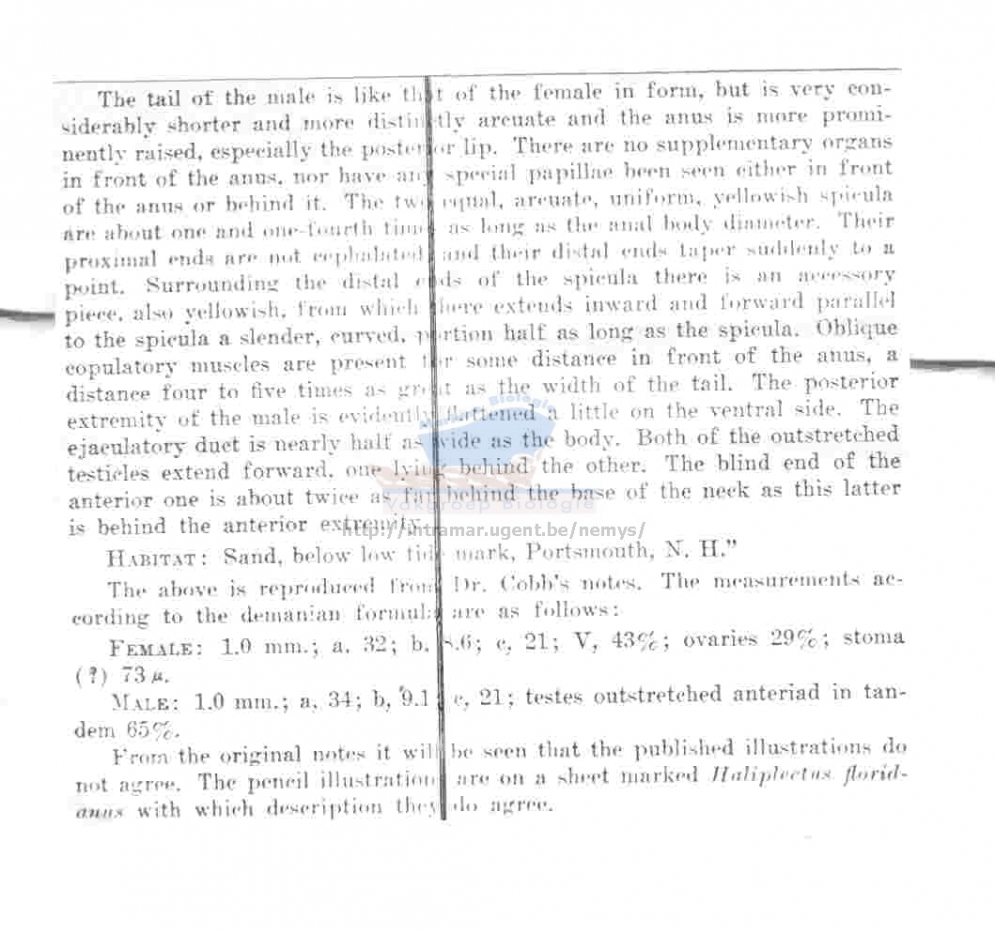 The tail of the male is like that of the female in form, but is very con-
siderably shorter and more distinctly arcuate and the anus is more promi-
nently raised, especially the posterior lip. There are no supplementary organs
in front of the anus, nor have any special papillae been seen either in front
of the anus or behind it. The two equal, arcuate, uniform, yellowish spicula
are about one and one-fourth times as long as the anal body diameter. Their
proximal ends are not cephalated and their distal ends taper suddenly to a
point. Surrounding the distal ends of the spicula there is an accessory
piece, also yellowish, from which there extends inward and forward parallel
to the spicula a slender, curved, portion half as long as the spicula. Oblique
copulatory muscles are present for some distance in front of the anus, a
distance four to five times as great as the width of the tail. The posterior
extremity of the male is evidently flattened a little on the ventral side. The
ejaculatory duct is nearly half as wide as the body. Both of the outstretched
testicles extend forward, one lying behind the other. The blind end of the
anterior one is about twice as far behind the base of the neck as this latter
is behind the anterior extremity.
Biologie
Vakgroep Biologie
http://intramar.ugent.be/nemys/
HABITAT: Sand, below low tide mark, Portsmouth, N. H."
The above is reproduced from Dr. Cobb's notes. The measurements ac-
cording to the demanian formula are as follows:
FEMALE: 1.0 mm.; a, 32; b, 8.6; c, 21; V, 43%; ovaries 29%; stoma
(?) 73 µ.
MALE: 1.0 mm.; a, 34; b, 9.1 c, 21; testes outstretched anteriad in tan-
dem 65%.
From the original notes it will be seen that the published illustrations do
not agree. The pencil illustrations are on a sheet marked Haliplectus florid-
anus with which description they do agree.